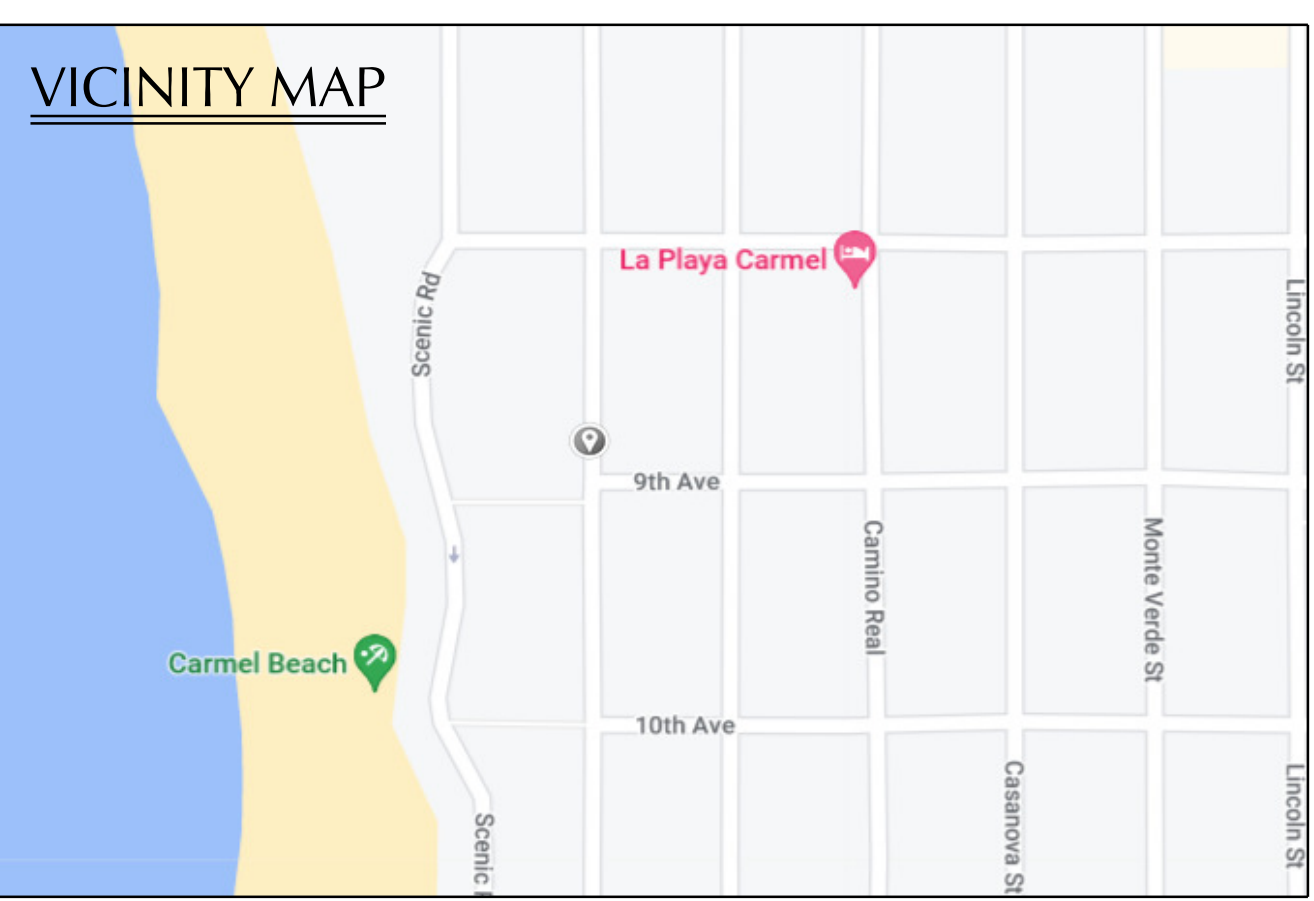 VICINITY MAP
La Playa Carmel
Scenic Rd
Lincoln St
9th Ave
Camino Real
Monte Verde St
Carmel Beach
10th Ave
Casanova St
Lincoln St
Scenic